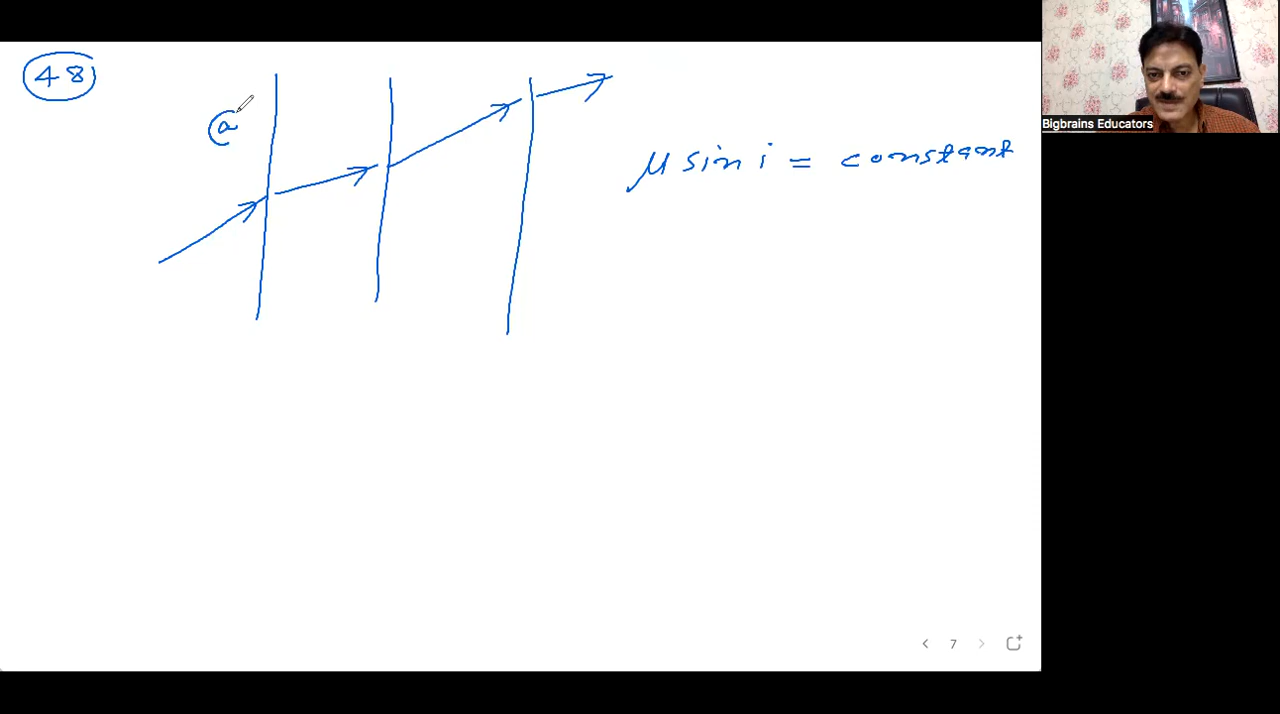 48
a
μ sin i = constant
Bigbrains Educators
7